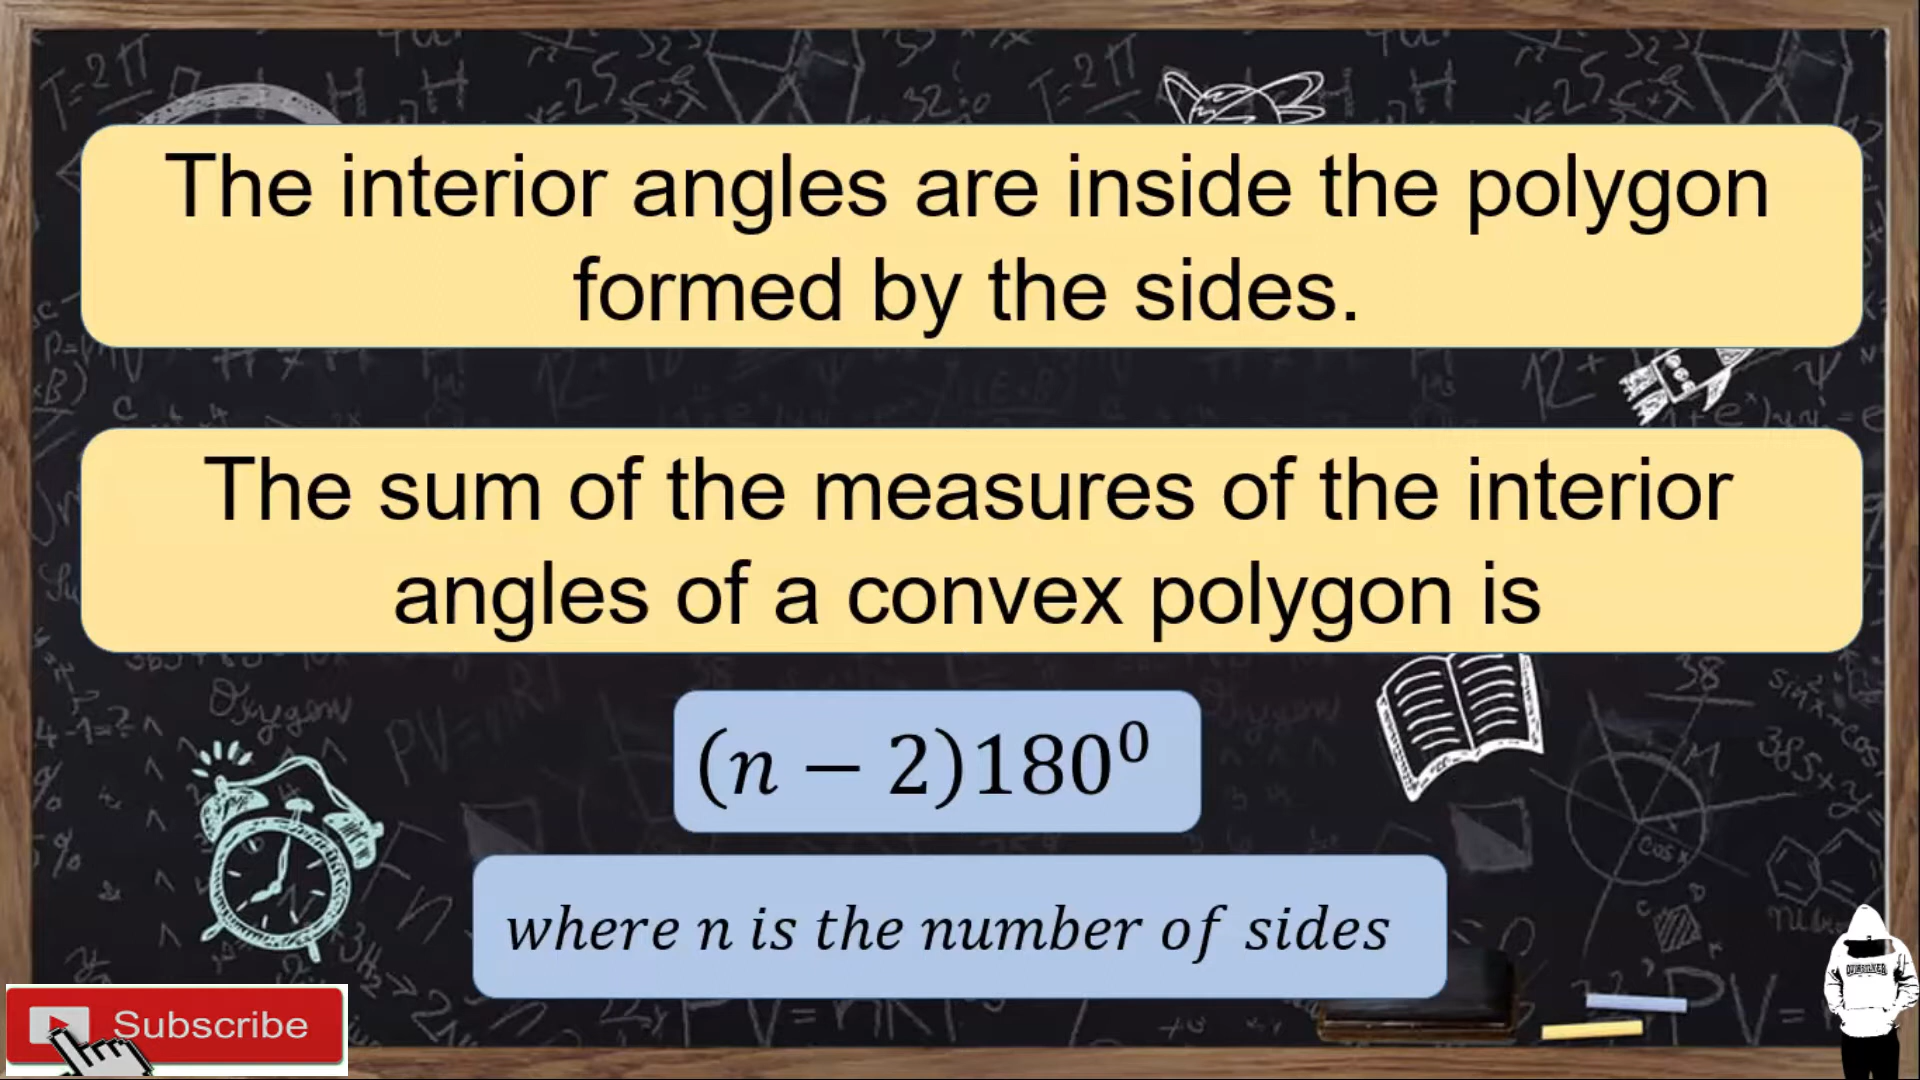 The interior angles are inside the polygon
formed by the sides.
The sum of the measures of the interior
angles of a convex polygon is
(n − 2)180⁰
where n is the number of sides
Subscribe
QUIKSILVER